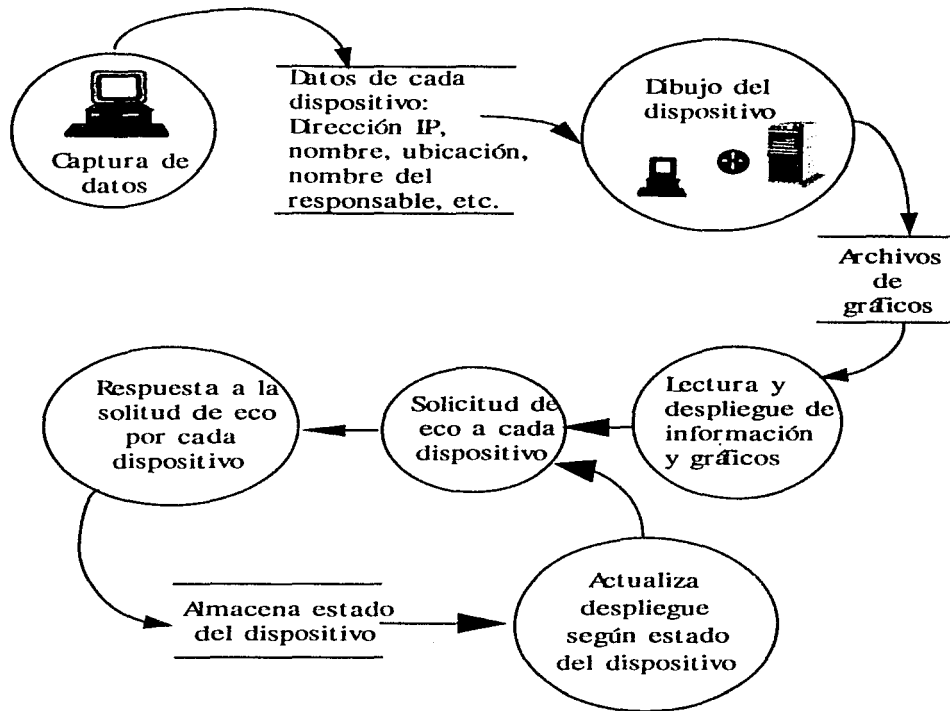 Captura de
datos
Datos de cada
dispositivo:
Dirección IP,
nombre, ubicación,
nombre del
responsable, etc.
Dibujo del
dispositivo
Archivos
de
gráficos
Lectura y
despliegue de
información
y gráficos
Solicitud de
eco a cada
dispositivo
Respuesta a la
solitud de eco
por cada
dispositivo
Almacena estado
del dispositivo
Actualiza
despliegue
según estado
del dispositivo